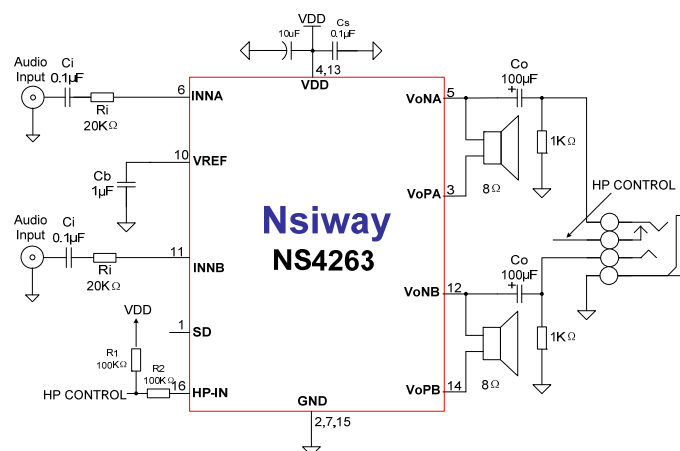 VDD
10uF
Cs
0.1µF
4,13
VDD
Audio
Input
Ci
0.1µF
Ri
20KΩ
6
INNA
10
VREF
Cb
1µF
Audio
Input
Ci
0.1µF
Ri
20KΩ
11
INNB
VDD
1
SD
R1
100KΩ
R2
100KΩ
HP CONTROL
16
HP-IN
Nsiway
NS4263
GND
2,7,15
VoNA
5
Co
100µF
+
1KΩ
8Ω
VoPA
3
HP CONTROL
VoNB
12
Co
100µF
+
1KΩ
8Ω
VoPB
14